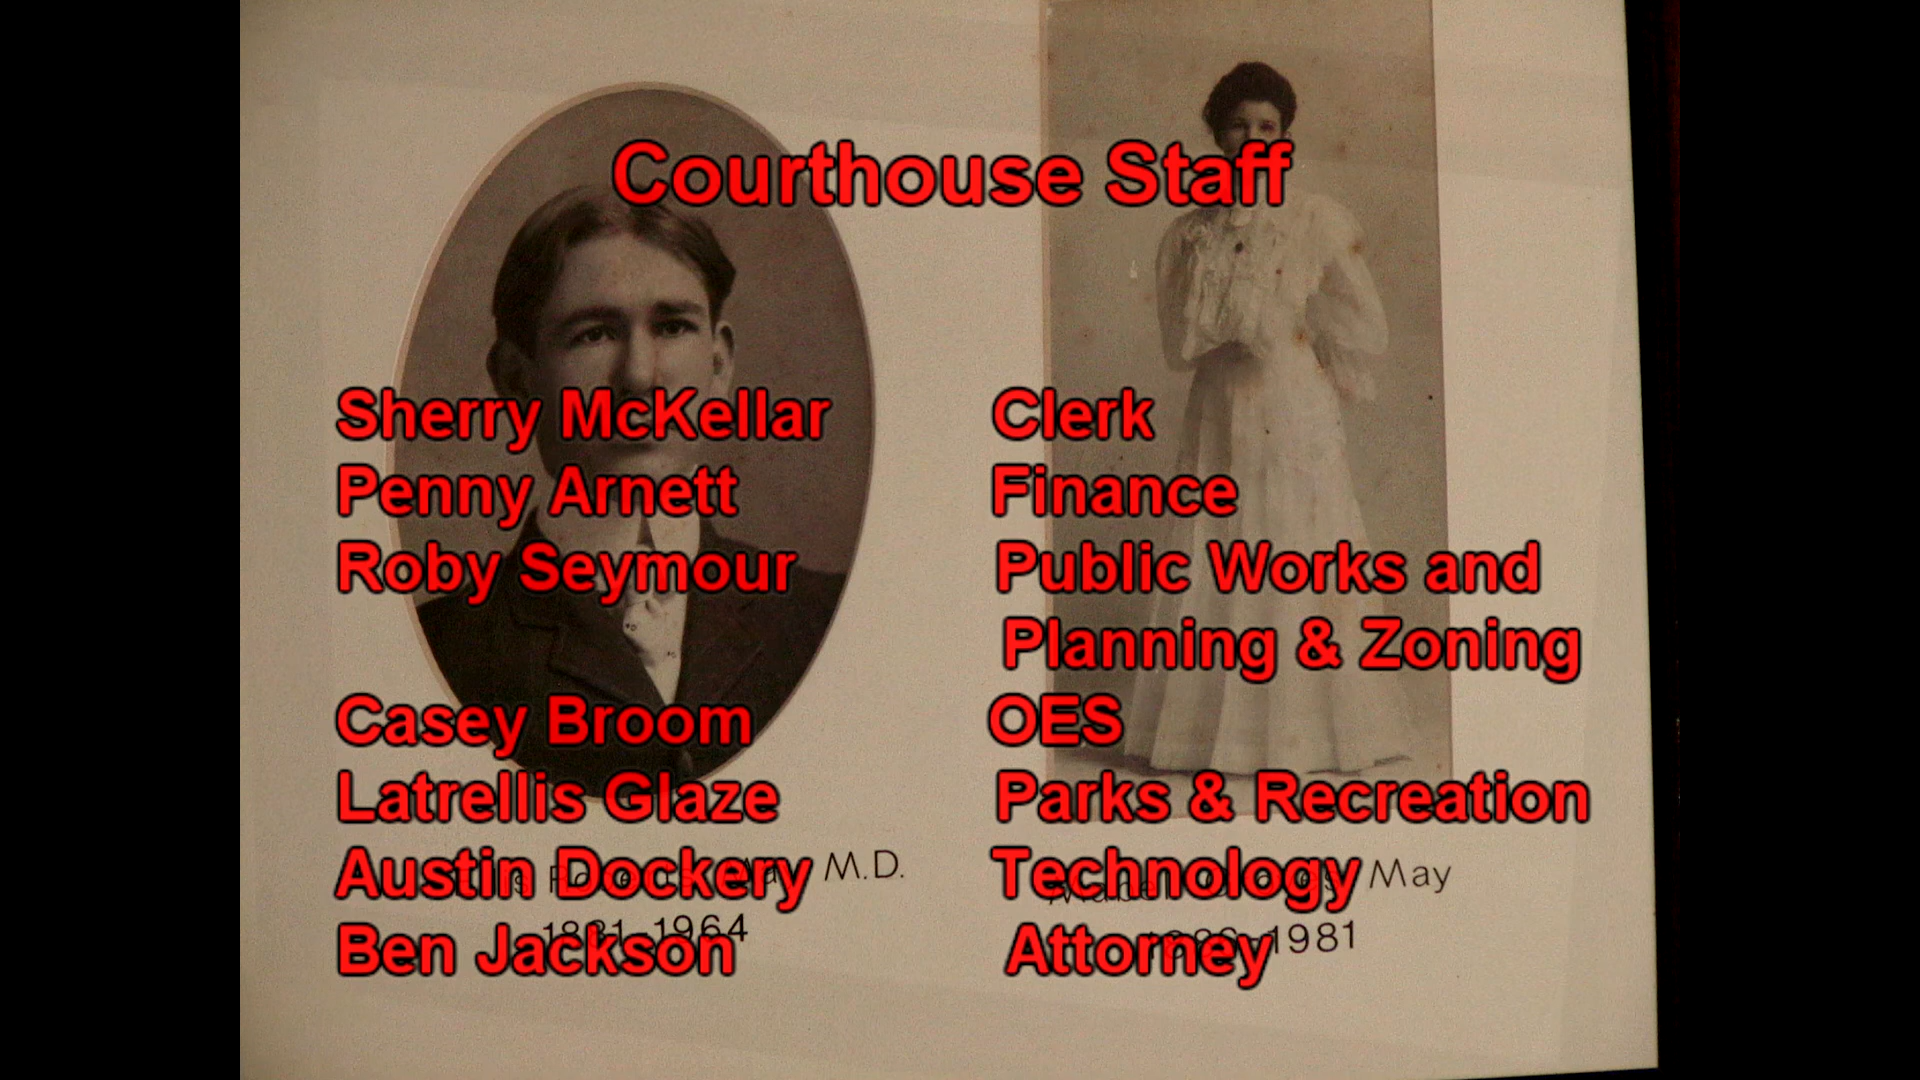 Courthouse Staff
Sherry McKellar Clerk
Penny Arnett Finance
Roby Seymour Public Works and
Planning & Zoning
Casey Broom OES
Latrellis Glaze Parks & Recreation
Austin Dockery Technology
Ben Jackson Attorney
M.D. May
1964 1981